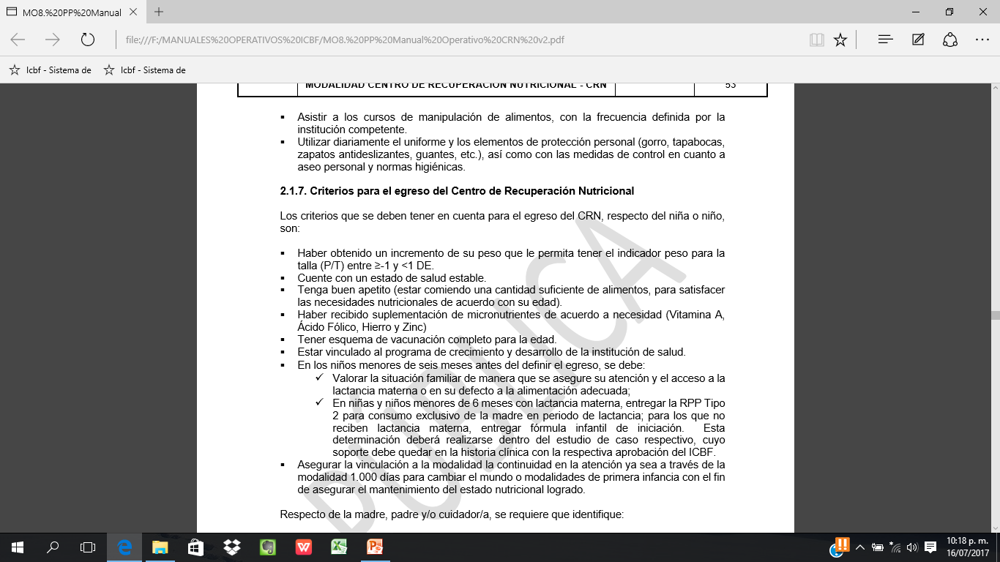 MO8.%20PP%20Manual
file:///F:/MANUALES%20OPERATIVOS%20ICBF/MO8.%20PP%20Manual%20Operativo%20CRN%20v2.pdf
Icbf - Sistema de
Icbf - Sistema de
MODALIDAD CENTRO DE RECUPERACIÓN NUTRICIONAL - CRN
53
▪ Asistir a los cursos de manipulación de alimentos, con la frecuencia definida por la
institución competente.
▪ Utilizar diariamente el uniforme y los elementos de protección personal (gorro, tapabocas,
zapatos antideslizantes, guantes, etc.), así como con las medidas de control en cuanto a
aseo personal y normas higiénicas.
2.1.7. Criterios para el egreso del Centro de Recuperación Nutricional
Los criterios que se deben tener en cuenta para el egreso del CRN, respecto del niña o niño,
son:
▪ Haber obtenido un incremento de su peso que le permita tener el indicador peso para la
talla (P/T) entre ≥-1 y <1 DE.
▪ Cuente con un estado de salud estable.
▪ Tenga buen apetito (estar comiendo una cantidad suficiente de alimentos, para satisfacer
las necesidades nutricionales de acuerdo con su edad).
▪ Haber recibido suplementación de micronutrientes de acuerdo a necesidad (Vitamina A,
Ácido Fólico, Hierro y Zinc)
▪ Tener esquema de vacunación completo para la edad.
▪ Estar vinculado al programa de crecimiento y desarrollo de la institución de salud.
▪ En los niños menores de seis meses antes del definir el egreso, se debe:
✓ Valorar la situación familiar de manera que se asegure su atención y el acceso a la
lactancia materna o en su defecto a la alimentación adecuada;
✓ En niñas y niños menores de 6 meses con lactancia materna, entregar la RPP Tipo
2 para consumo exclusivo de la madre en periodo de lactancia; para los que no
reciben lactancia materna, entregar fórmula infantil de iniciación. Esta
determinación deberá realizarse dentro del estudio de caso respectivo, cuyo
soporte debe quedar en la historia clínica con la respectiva aprobación del ICBF.
▪ Asegurar la vinculación a la modalidad la continuidad en la atención ya sea a través de la
modalidad 1.000 días para cambiar el mundo o modalidades de primera infancia con el fin
de asegurar el mantenimiento del estado nutricional logrado.
Respecto de la madre, padre y/o cuidador/a, se requiere que identifique:
PÚBLICA
10:18 p. m.
16/07/2017